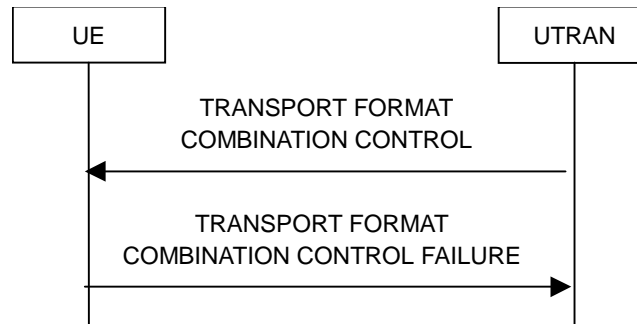 UE
UTRAN
TRANSPORT FORMAT
COMBINATION CONTROL
TRANSPORT FORMAT
COMBINATION CONTROL FAILURE